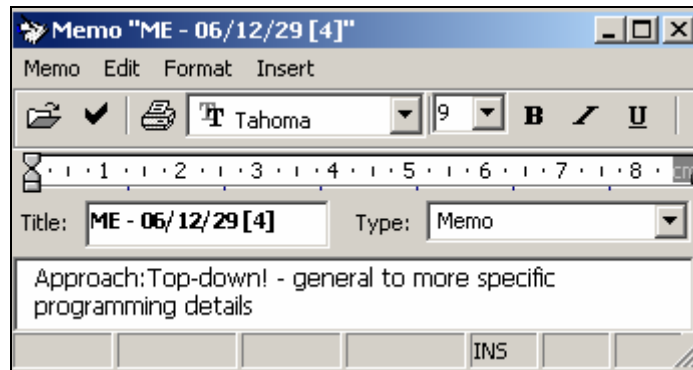 Memo "ME - 06/12/29 [4]"
Memo Edit Format Insert
Tahoma 9 B I U
1 2 3 4 5 6 7 8 cm
Title: ME - 06/12/29 [4] Type: Memo
Approach:Top-down! - general to more specific
programming details
INS